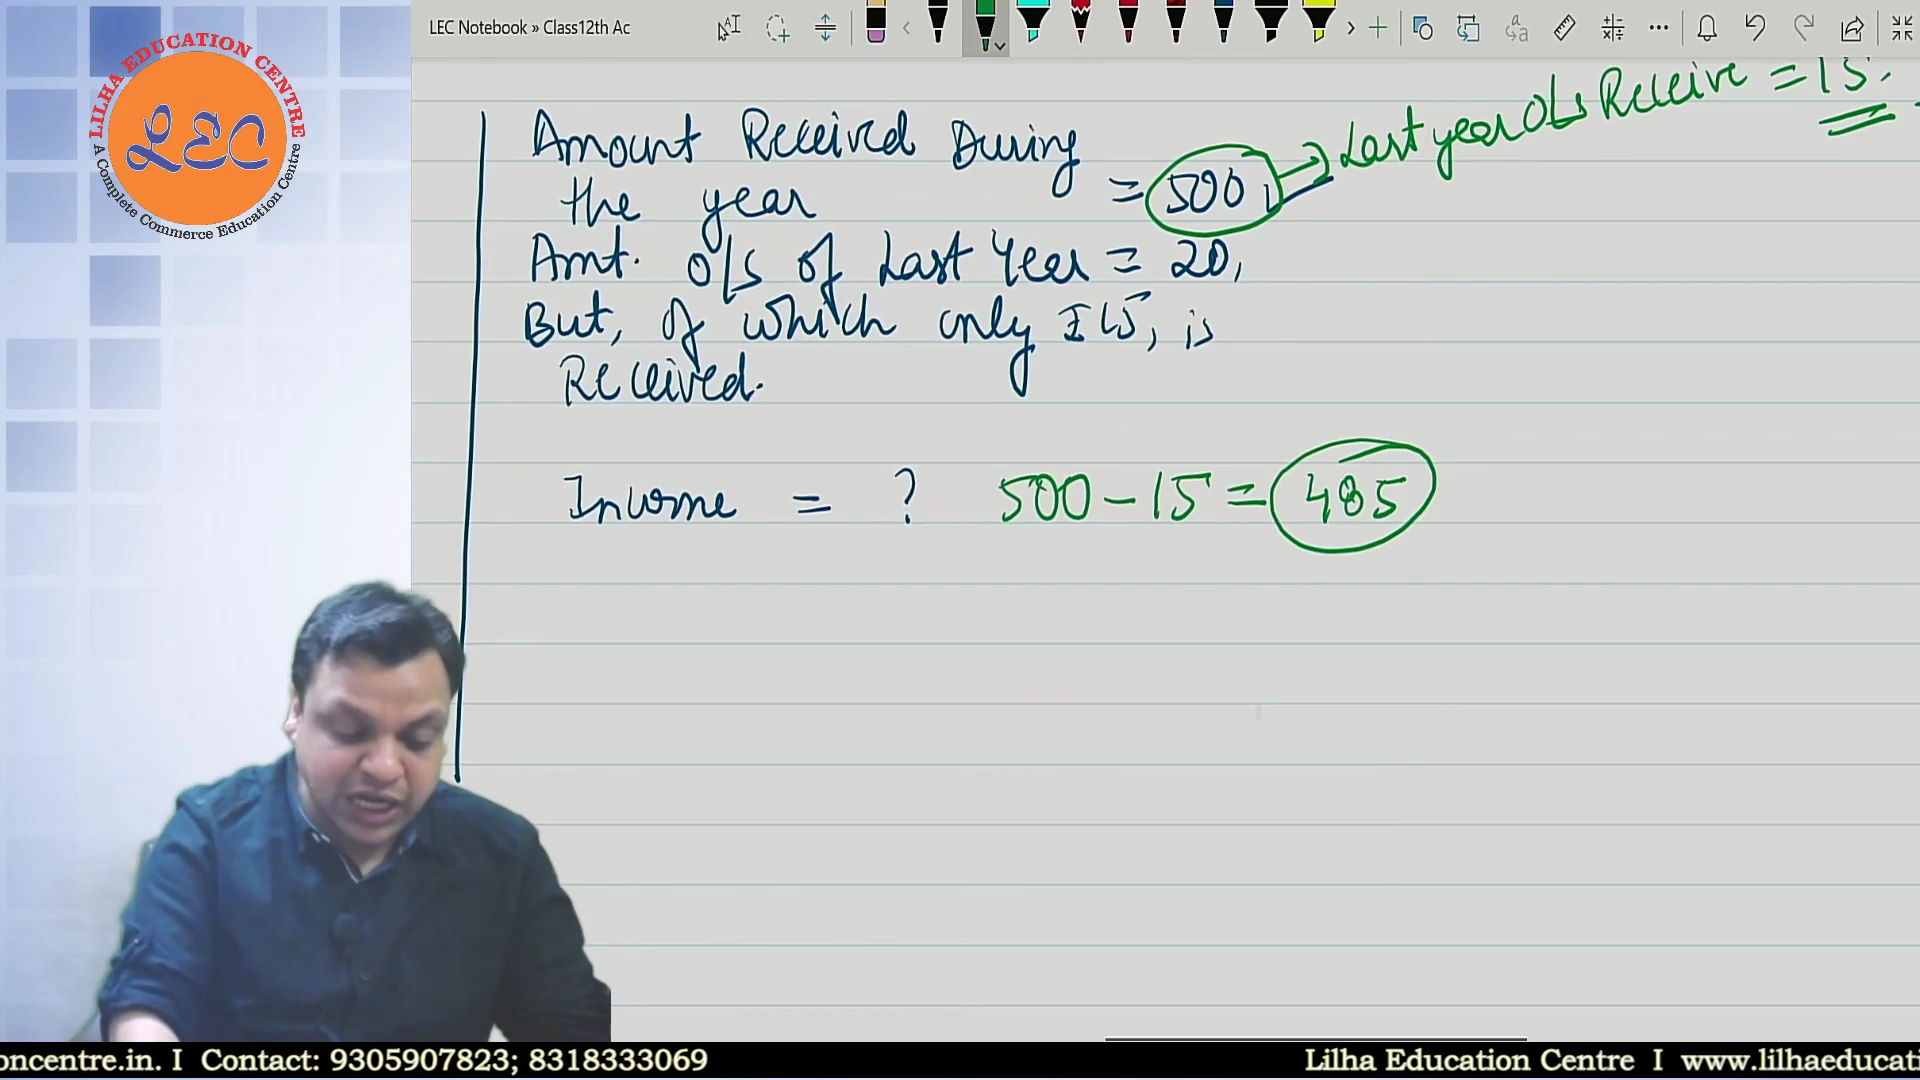 LILHA EDUCATION CENTRE
LEC
A Complete Commerce Education Centre
LEC Notebook » Class12th Ac
Last year O/s Receive = 15,
Amount Received During
the year = 500,
Amt. o/s of Last Year = 20,
But, of which only ₹15, is
Received.
Income = ? 500 - 15 = 485
oncentre.in. I Contact: 9305907823; 8318333069
Lilha Education Centre I www.lilhaeducati